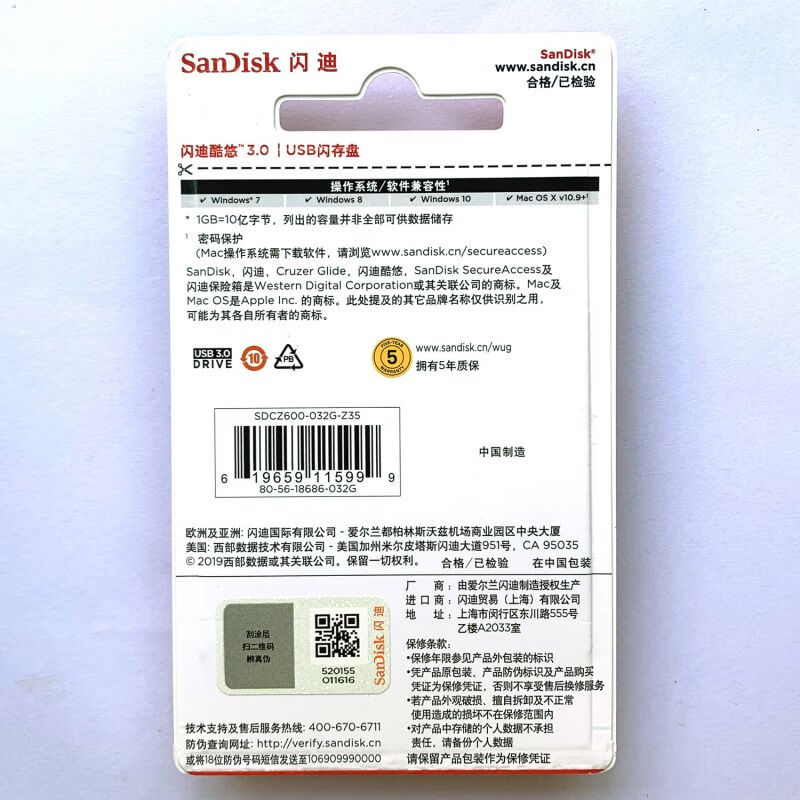 SanDisk 闪迪
SanDisk®
www.sandisk.cn
合格/已检验
闪迪酷悠™ 3.0 | USB闪存盘
操作系统/软件兼容性¹
✓ Windows® 7 ✓ Windows 8 ✓ Windows 10 ✓ Mac OS X v10.9+¹
* 1GB=10亿字节，列出的容量并非全部可供数据储存
¹ 密码保护
(Mac操作系统需下载软件，请浏览www.sandisk.cn/secureaccess)
SanDisk，闪迪，Cruzer Glide，闪迪酷悠，SanDisk SecureAccess及
闪迪保险箱是Western Digital Corporation或其关联公司的商标。Mac及
Mac OS是Apple Inc. 的商标。此处提及的其它品牌名称仅供识别之用，
可能为其各自所有者的商标。
USB 3.0
DRIVE
10
PB
FIVE-YEAR
5
WARRANTY
www.sandisk.cn/wug
拥有5年质保
SDCZ600-032G-Z35
6 19659 11599 9
80-56-18686-032G
中国制造
欧洲及亚洲: 闪迪国际有限公司 - 爱尔兰都柏林斯沃兹机场商业园区中央大厦
美国: 西部数据技术有限公司 - 美国加州米尔皮塔斯闪迪大道951号，CA 95035
© 2019西部数据或其关联公司。保留一切权利。 合格/已检验 在中国包装
厂 商：由爱尔兰闪迪制造授权生产
进 口 商：闪迪贸易（上海）有限公司
地 址：上海市闵行区东川路555号
乙楼A2033室
保修条款：
•保修年限参见产品外包装的标识
•凭产品原包装、产品防伪标识及产品购买
凭证为保修凭证，否则不享受售后换修服务
•若产品外观破损、擅自拆卸及不正常
使用造成的损坏不在保修范围内
•对产品中存储的个人数据不承担
责任，请备份个人数据
请保留产品包装作为保修凭证
刮涂层
扫二维码
辨真伪
520155
011616
SanDisk 闪迪
技术支持及售后服务热线: 400-670-6711
防伪查询网址: http://verify.sandisk.cn
或将18位防伪号码短信发送至106909990000